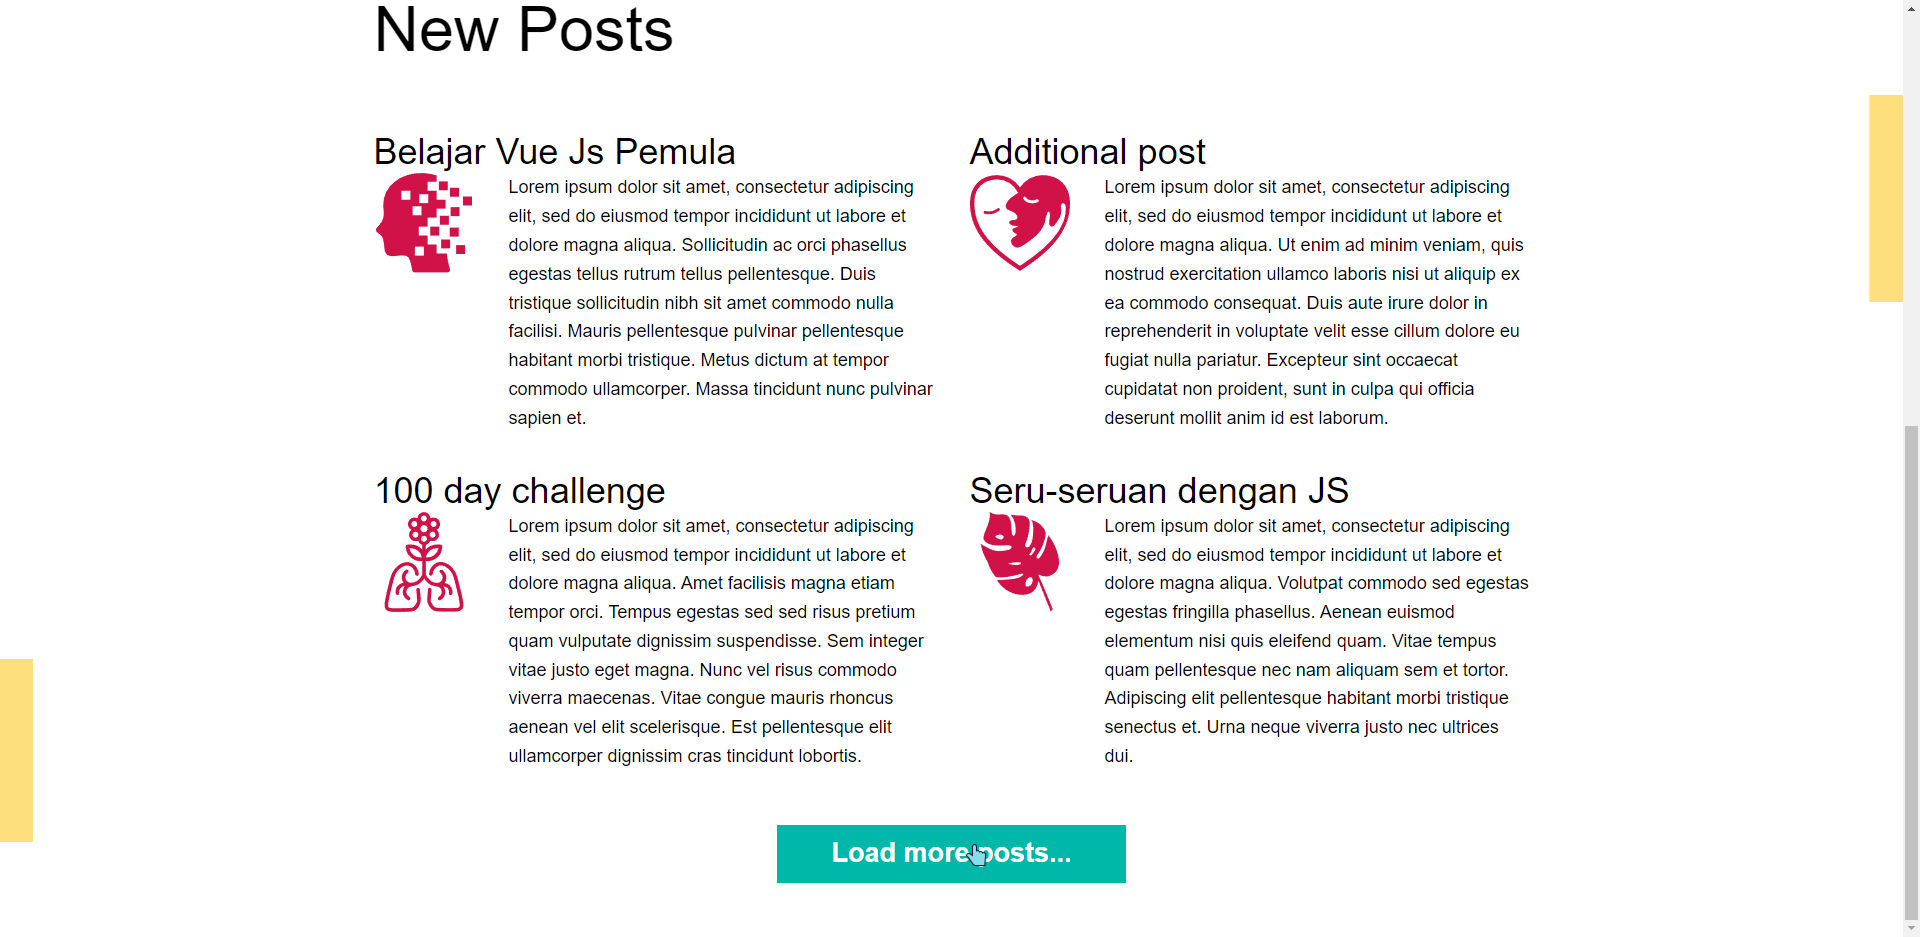 New Posts
Belajar Vue Js Pemula
Lorem ipsum dolor sit amet, consectetur adipiscing
elit, sed do eiusmod tempor incididunt ut labore et
dolore magna aliqua. Sollicitudin ac orci phasellus
egestas tellus rutrum tellus pellentesque. Duis
tristique sollicitudin nibh sit amet commodo nulla
facilisi. Mauris pellentesque pulvinar pellentesque
habitant morbi tristique. Metus dictum at tempor
commodo ullamcorper. Massa tincidunt nunc pulvinar
sapien et.
Additional post
Lorem ipsum dolor sit amet, consectetur adipiscing
elit, sed do eiusmod tempor incididunt ut labore et
dolore magna aliqua. Ut enim ad minim veniam, quis
nostrud exercitation ullamco laboris nisi ut aliquip ex
ea commodo consequat. Duis aute irure dolor in
reprehenderit in voluptate velit esse cillum dolore eu
fugiat nulla pariatur. Excepteur sint occaecat
cupidatat non proident, sunt in culpa qui officia
deserunt mollit anim id est laborum.
100 day challenge
Lorem ipsum dolor sit amet, consectetur adipiscing
elit, sed do eiusmod tempor incididunt ut labore et
dolore magna aliqua. Amet facilisis magna etiam
tempor orci. Tempus egestas sed sed risus pretium
quam vulputate dignissim suspendisse. Sem integer
vitae justo eget magna. Nunc vel risus commodo
viverra maecenas. Vitae congue mauris rhoncus
aenean vel elit scelerisque. Est pellentesque elit
ullamcorper dignissim cras tincidunt lobortis.
Seru-seruan dengan JS
Lorem ipsum dolor sit amet, consectetur adipiscing
elit, sed do eiusmod tempor incididunt ut labore et
dolore magna aliqua. Volutpat commodo sed egestas
egestas fringilla phasellus. Aenean euismod
elementum nisi quis eleifend quam. Vitae tempus
quam pellentesque nec nam aliquam sem et tortor.
Adipiscing elit pellentesque habitant morbi tristique
senectus et. Urna neque viverra justo nec ultrices
dui.
Load more posts...